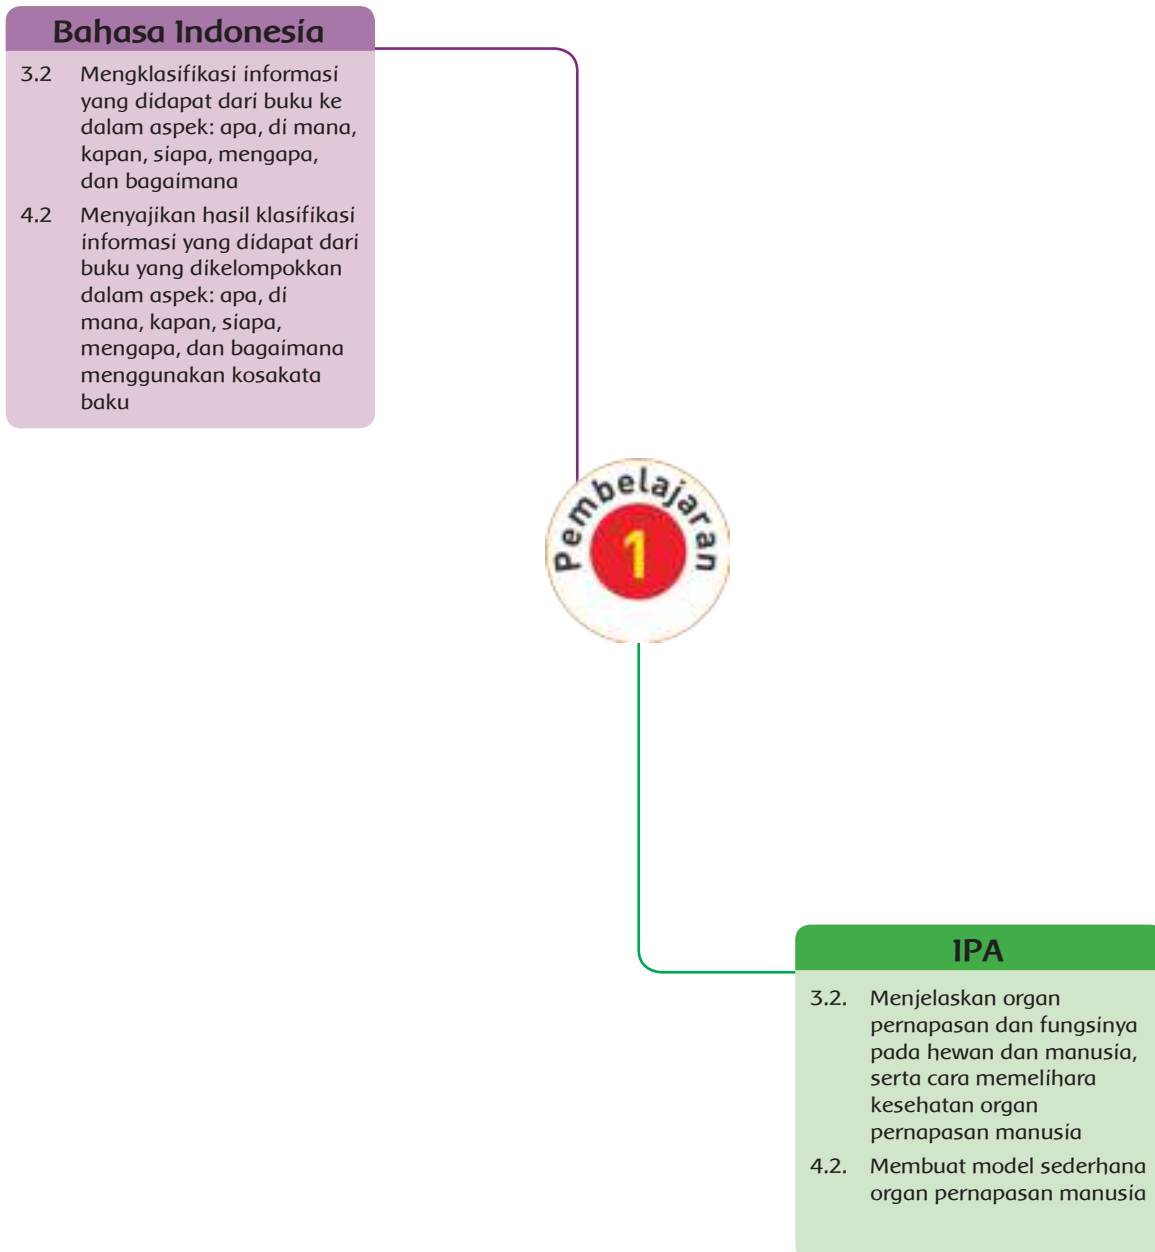 Bahasa Indonesia
3.2 Mengklasifikasi informasi
yang didapat dari buku ke
dalam aspek: apa, di mana,
kapan, siapa, mengapa,
dan bagaimana
4.2 Menyajikan hasil klasifikasi
informasi yang didapat dari
buku yang dikelompokkan
dalam aspek: apa, di
mana, kapan, siapa,
mengapa, dan bagaimana
menggunakan kosakata
baku
Pembelajaran
1
IPA
3.2. Menjelaskan organ
pernapasan dan fungsinya
pada hewan dan manusia,
serta cara memelihara
kesehatan organ
pernapasan manusia
4.2. Membuat model sederhana
organ pernapasan manusia